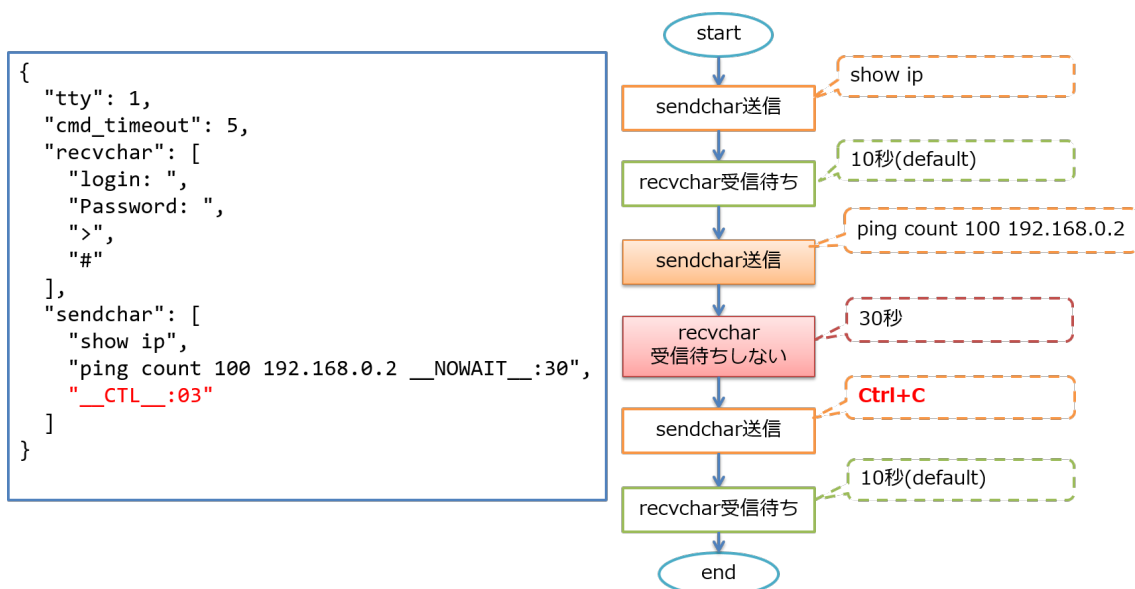 {
"tty": 1,
"cmd_timeout": 5,
"recvchar": [
"login: ",
"Password: ",
">",
"#"
],
"sendchar": [
"show ip",
"ping count 100 192.168.0.2 __NOWAIT__:30",
"__CTL__:03"
]
}
start
sendchar送信
show ip
recvchar受信待ち
10秒(default)
sendchar送信
ping count 100 192.168.0.2
recvchar
受信待ちしない
30秒
sendchar送信
Ctrl+C
recvchar受信待ち
10秒(default)
end